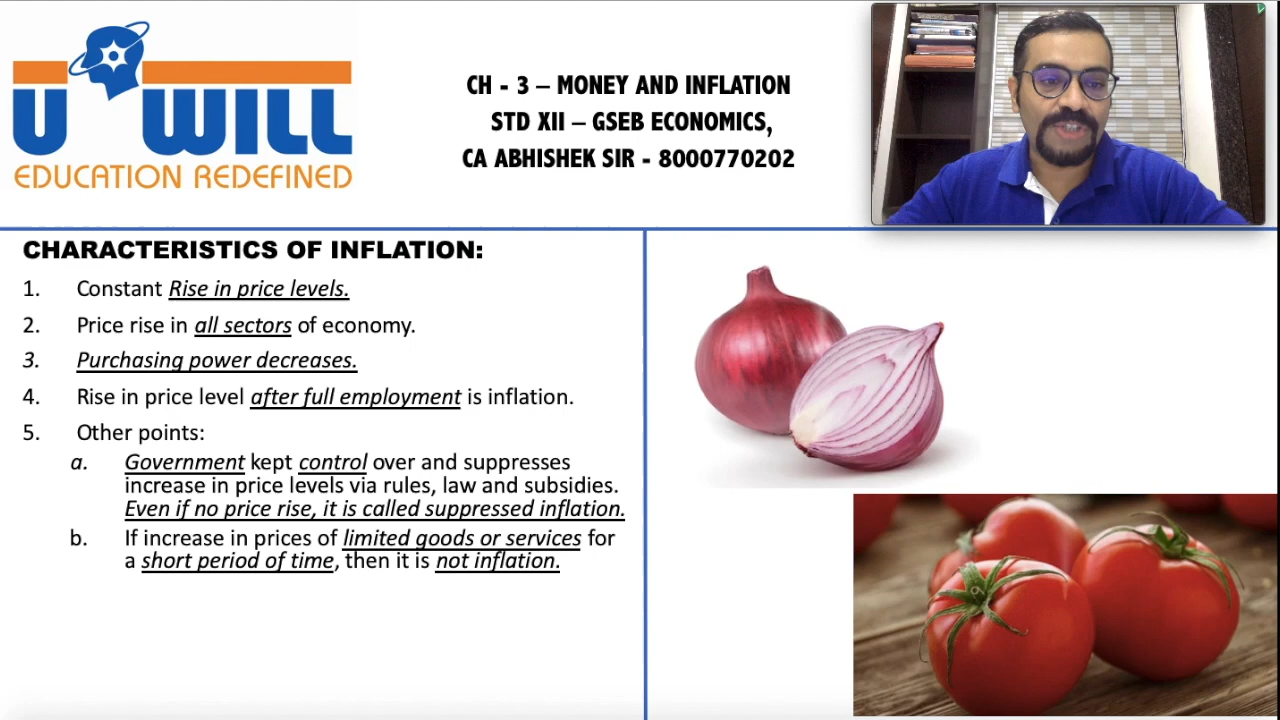 U WILL
EDUCATION REDEFINED
CH - 3 – MONEY AND INFLATION
STD XII – GSEB ECONOMICS,
CA ABHISHEK SIR - 8000770202
CHARACTERISTICS OF INFLATION:
1. Constant Rise in price levels.
2. Price rise in all sectors of economy.
3. Purchasing power decreases.
4. Rise in price level after full employment is inflation.
5. Other points:
a. Government kept control over and suppresses
increase in price levels via rules, law and subsidies.
Even if no price rise, it is called suppressed inflation.
b. If increase in prices of limited goods or services for
a short period of time, then it is not inflation.